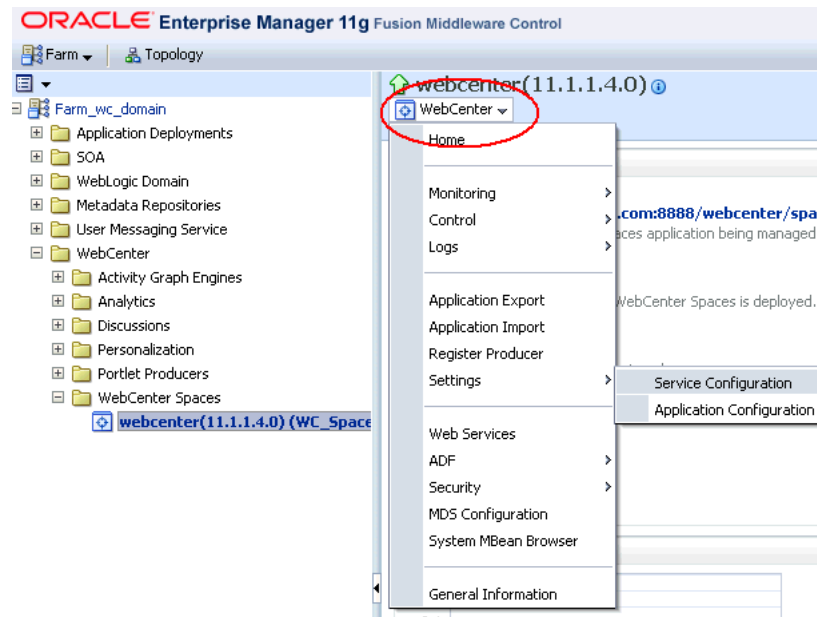 ORACLE Enterprise Manager 11g Fusion Middleware Control
Farm Topology
Farm_wc_domain
Application Deployments
SOA
WebLogic Domain
Metadata Repositories
User Messaging Service
WebCenter
Activity Graph Engines
Analytics
Discussions
Personalization
Portlet Producers
WebCenter Spaces
webcenter(11.1.1.4.0) (WC_Space
webcenter(11.1.1.4.0)
WebCenter
Home
Monitoring
Control
Logs
Application Export
Application Import
Register Producer
Settings
Service Configuration
Application Configuration
Web Services
ADF
Security
MDS Configuration
System MBean Browser
General Information
.com:8888/webcenter/spa
aces application being managed
WebCenter Spaces is deployed.